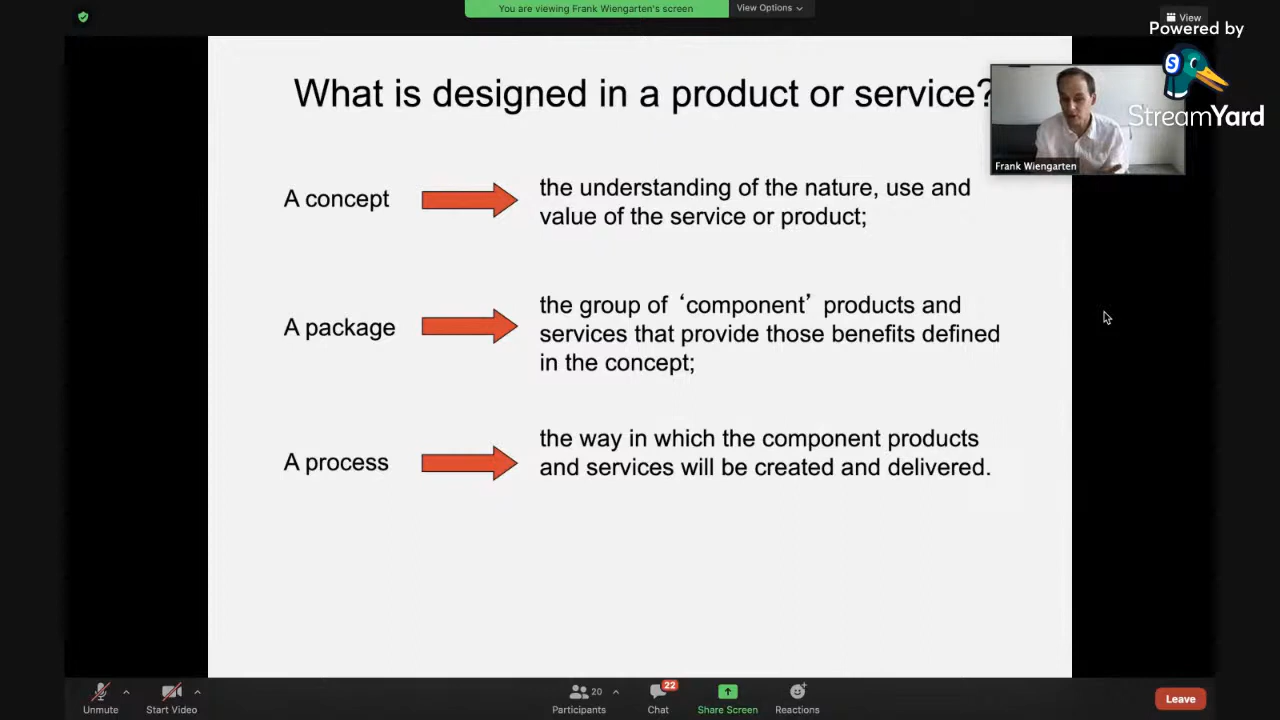 You are viewing Frank Wiengarten's screen
View Options
View
Powered by
S
StreamYard
What is designed in a product or service?
Frank Wiengarten
A concept
the understanding of the nature, use and
value of the service or product;
A package
the group of ‘component’ products and
services that provide those benefits defined
in the concept;
A process
the way in which the component products
and services will be created and delivered.
Unmute
Start Video
20
Participants
22
Chat
Share Screen
Reactions
Leave